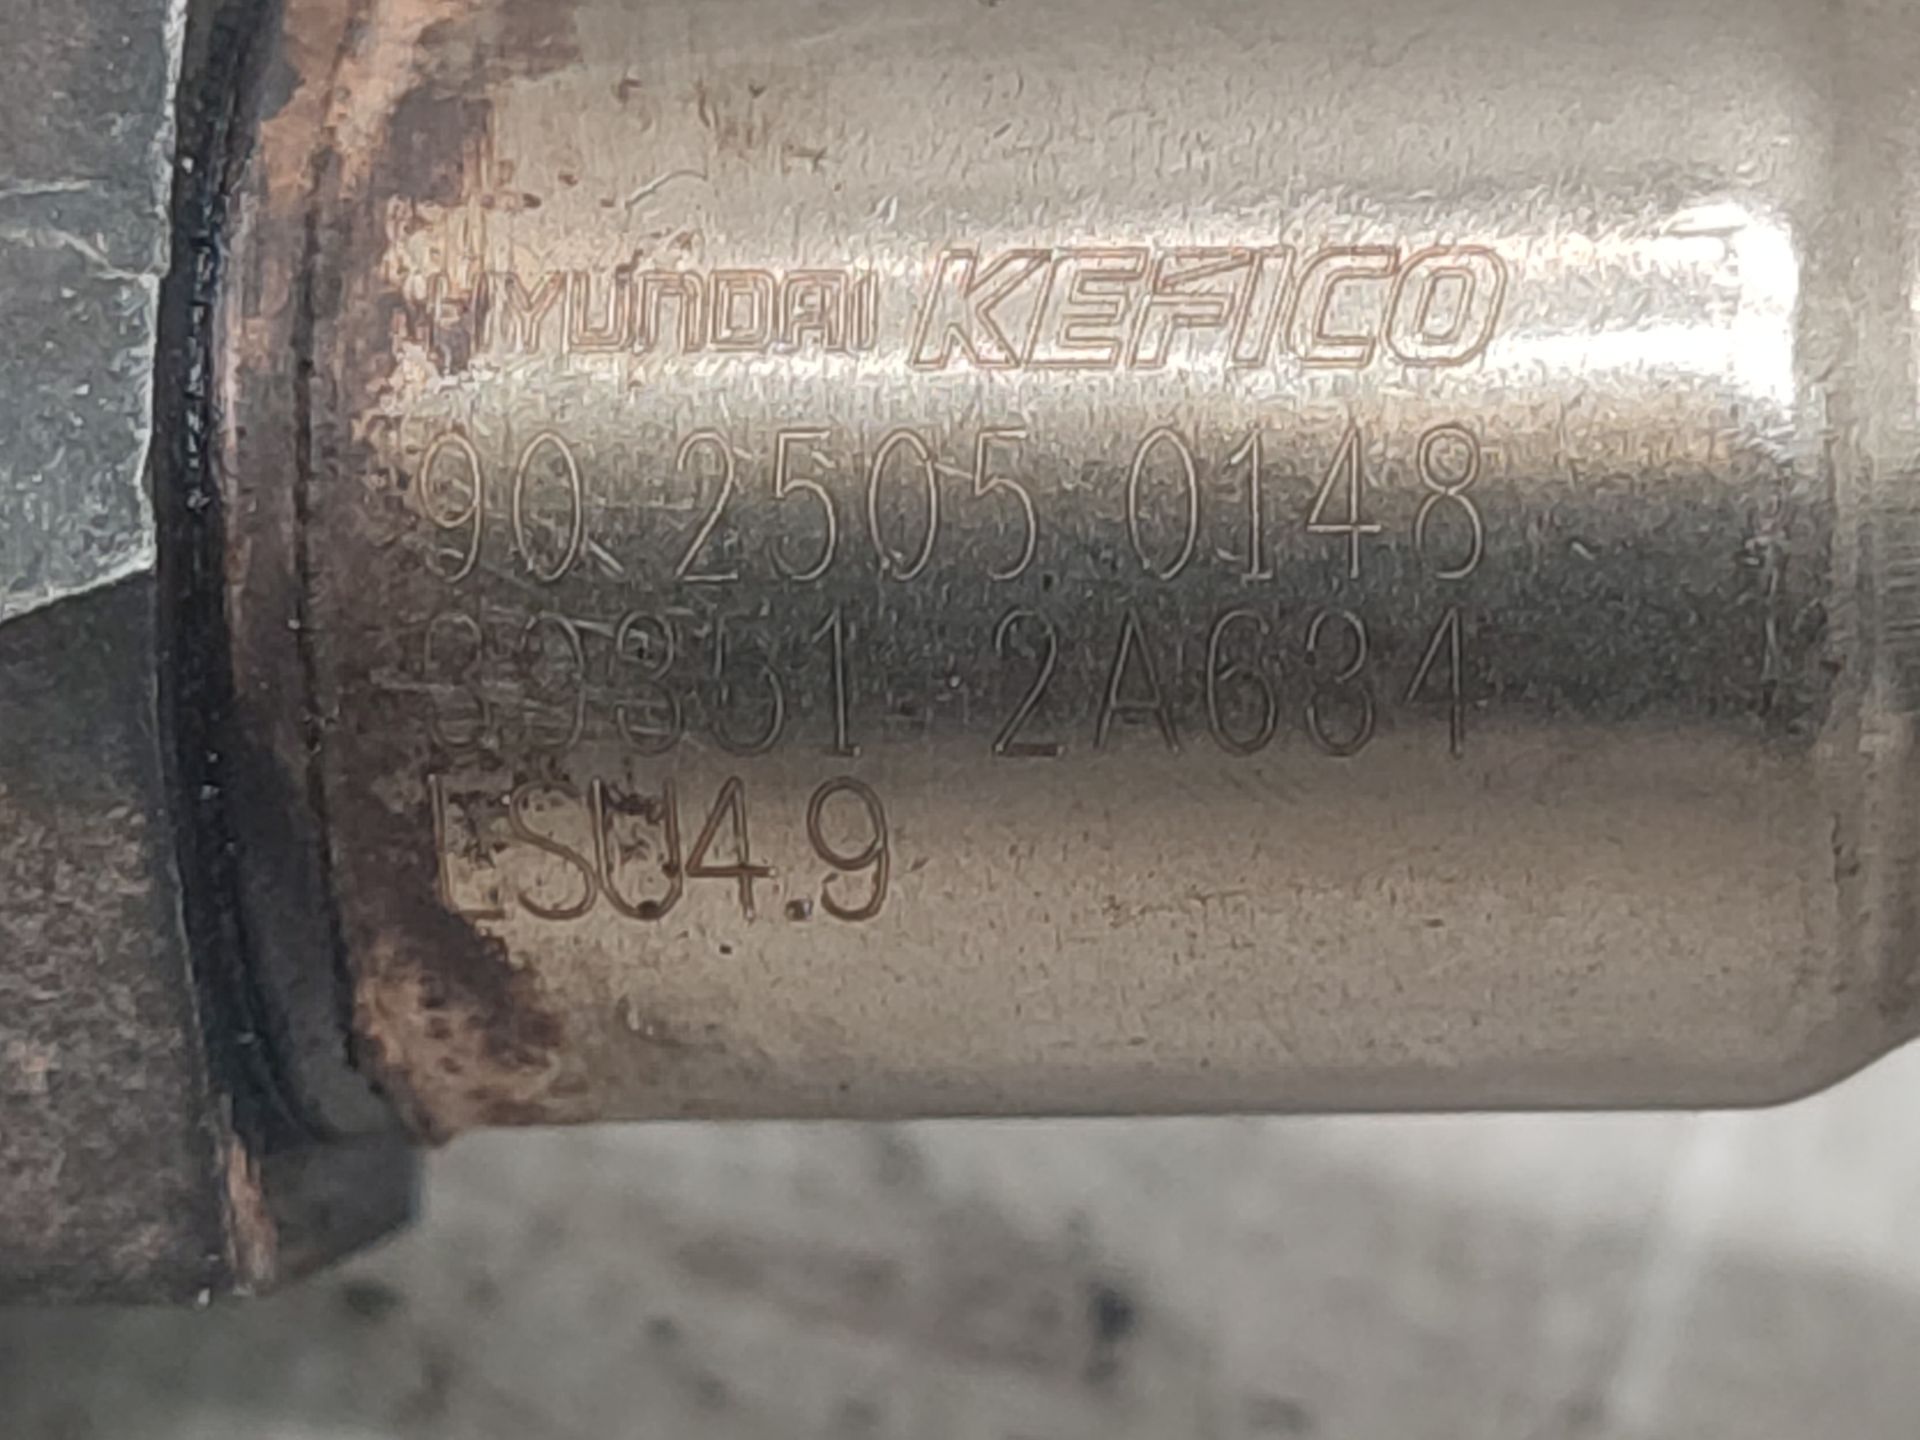 HYUNDAI KEFICO
90 2505 0148
39351 2A684
LSU4.9